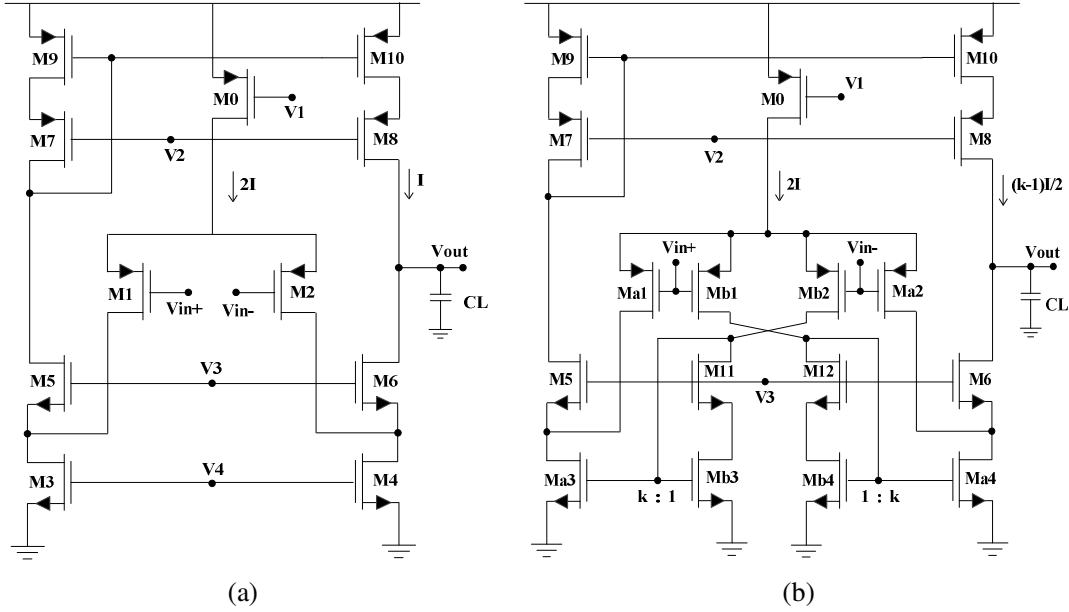 M9
M10
M0
V1
M7
M8
V2
2I
I
Vout
M1
M2
Vin+
Vin-
CL
V3
M5
M6
V4
M3
M4
(a)
M9
M10
M0
V1
M7
M8
V2
2I
(k-1)I/2
Vin+
Vin-
Vout
Ma1
Mb1
Mb2
Ma2
CL
M5
M11
M12
M6
V3
Ma3
Mb3
Mb4
Ma4
k : 1
1 : k
(b)